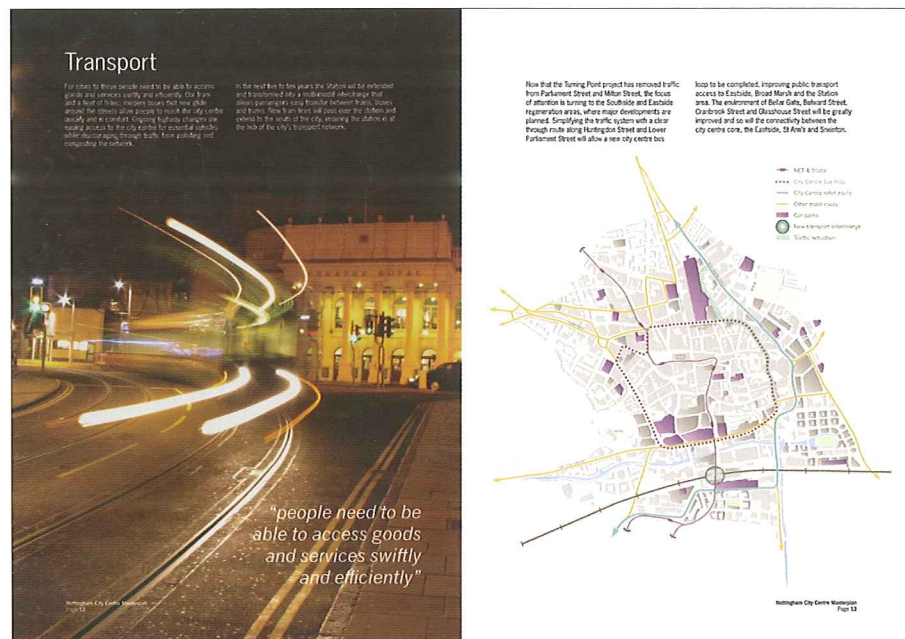 Transport
For cities to thrive people need to be able to access
goods and services swiftly and efficiently. Our tram
and a fleet of hi-tec, modern buses that now glide
around the streets allow people to reach the city centre
quickly and in comfort. Ongoing highway changes are
easing access to the city centre for essential vehicles
while discouraging through traffic from polluting and
congesting the network.
In the next five to ten years the Station will be extended
and transformed into a multi-modal interchange that
allows passengers easy transfer between trains, buses
and trams. New tram lines will pass over the Station and
extend to the south of the city, ensuring the station is at
the hub of the city's transport network.
THEATRE ROYAL
"people need to be
able to access goods
and services swiftly
and efficiently"
Nottingham City Centre Masterplan
Page 12
Now that the Turning Point project has removed traffic
from Parliament Street and Milton Street, the focus
of attention is turning to the Southside and Eastside
regeneration areas, where major developments are
planned. Simplifying the traffic system with a clear
through route along Huntingdon Street and Lower
Parliament Street will allow a new city centre bus
loop to be completed, improving public transport
access to Eastside, Broad Marsh and the Station
area. The environment of Bellar Gate, Belward Street,
Cranbrook Street and Glasshouse Street will be greatly
improved and so will the connectivity between the
city centre core, the Eastside, St Ann's and Sneinton.
NET & Stops
City Centre bus loop
City Centre relief route
Other main routes
Car parks
New transport interchange
Traffic reduction
Nottingham City Centre Masterplan
Page 13